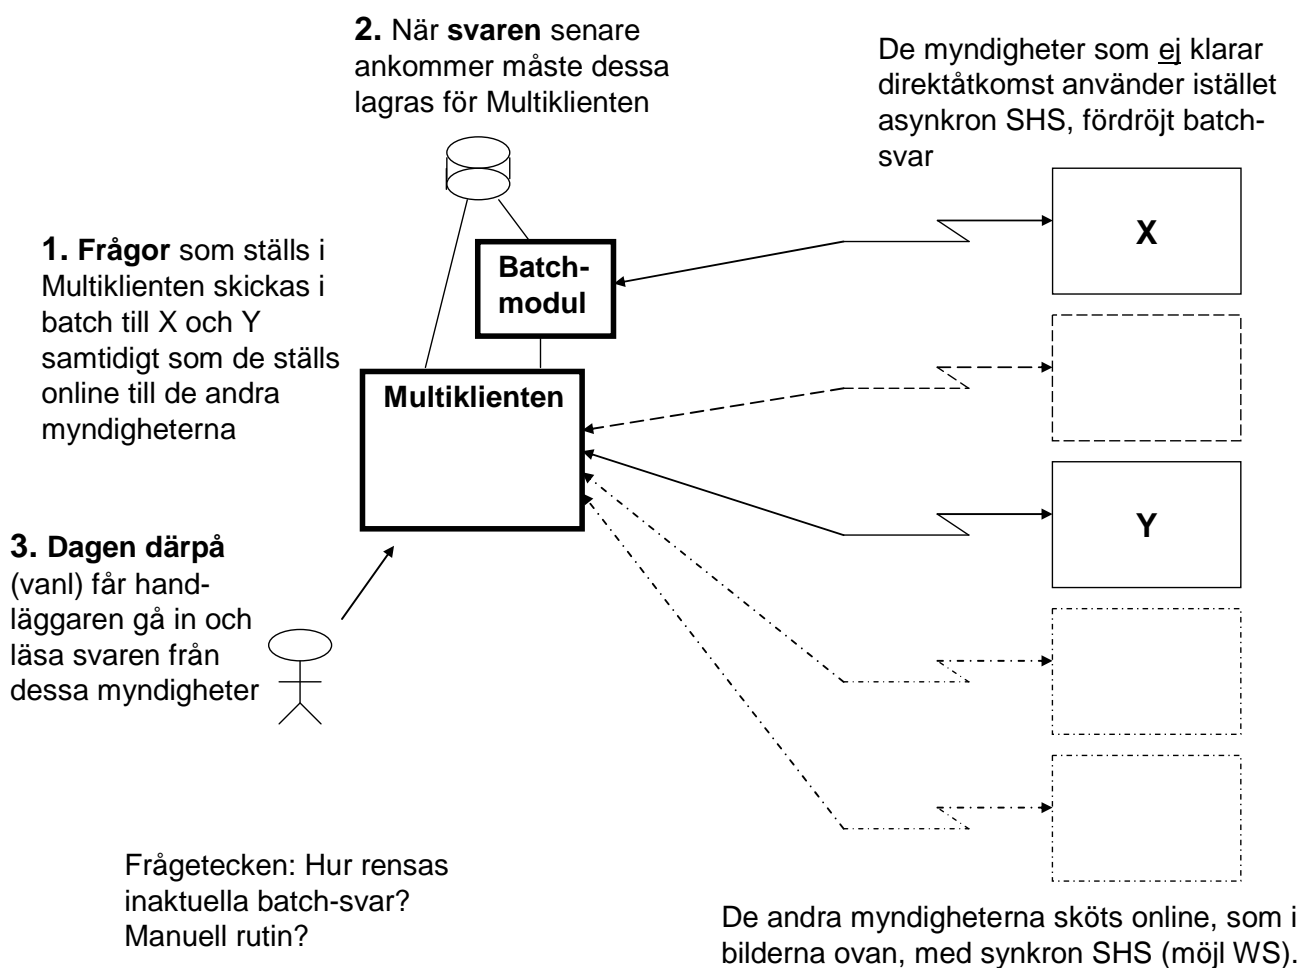 2. När svaren senare
ankommer måste dessa
lagras för Multiklienten
De myndigheter som ej klarar
direktåtkomst använder istället
asynkron SHS, fördröjt batch-
svar
1. Frågor som ställs i
Multiklienten skickas i
batch till X och Y
samtidigt som de ställs
online till de andra
myndigheterna
Batch-
modul
X
Multiklienten
Y
3. Dagen därpå
(vanl) får hand-
läggaren gå in och
läsa svaren från
dessa myndigheter
Frågetecken: Hur rensas
inaktuella batch-svar?
Manuell rutin?
De andra myndigheterna sköts online, som i
bilderna ovan, med synkron SHS (möjl WS).